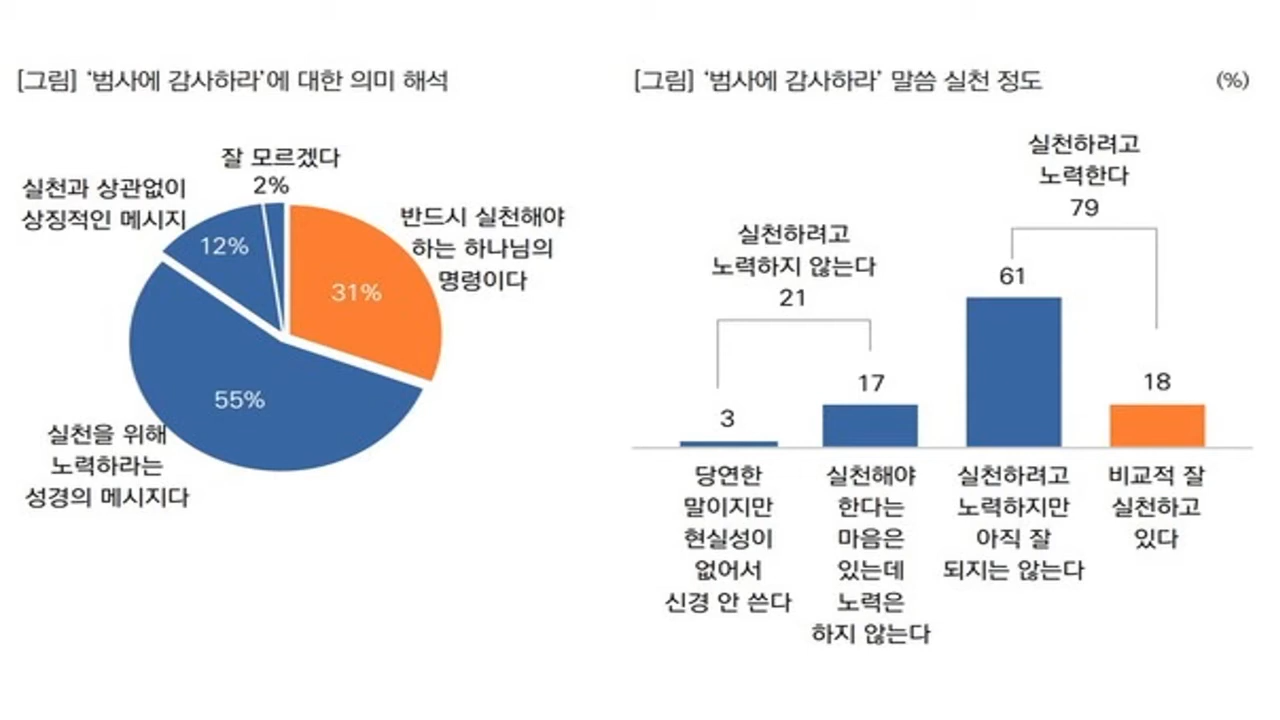 [그림] ‘범사에 감사하라’에 대한 의미 해석
잘 모르겠다
2%
실천과 상관없이
상징적인 메시지
12%
반드시 실천해야
하는 하나님의
명령이다
31%
55%
실천을 위해
노력하라는
성경의 메시지다
[그림] ‘범사에 감사하라’ 말씀 실천 정도 (%)
실천하려고
노력하지 않는다
21
실천하려고
노력한다
79
3
17
61
18
당연한
말이지만
현실성이
없어서
신경 안 쓴다
실천해야
한다는
마음은
있는데
노력은
하지 않는다
실천하려고
노력하지만
아직 잘
되지는 않는다
비교적 잘
실천하고
있다